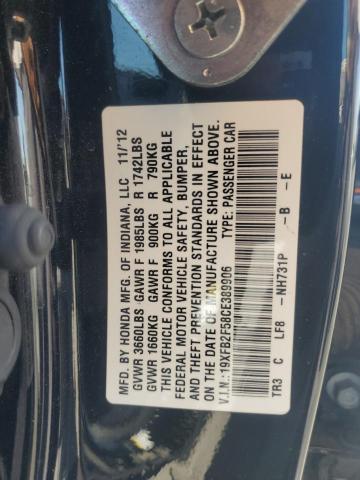 MFD. BY HONDA MFG. OF INDIANA, LLC 11/'12
GVWR 3660LBS GAWR F 1985LBS R 1742LBS
GVWR 1660KG GAWR F 900KG R 790KG
THIS VEHICLE CONFORMS TO ALL APPLICABLE
FEDERAL MOTOR VEHICLE SAFETY, BUMPER,
AND THEFT PREVENTION STANDARDS IN EFFECT
ON THE DATE OF MANUFACTURE SHOWN ABOVE.
V.I.N.:19XFB2F58CE389906 TYPE: PASSENGER CAR
TR3 C LF8 -NH731P -B -E